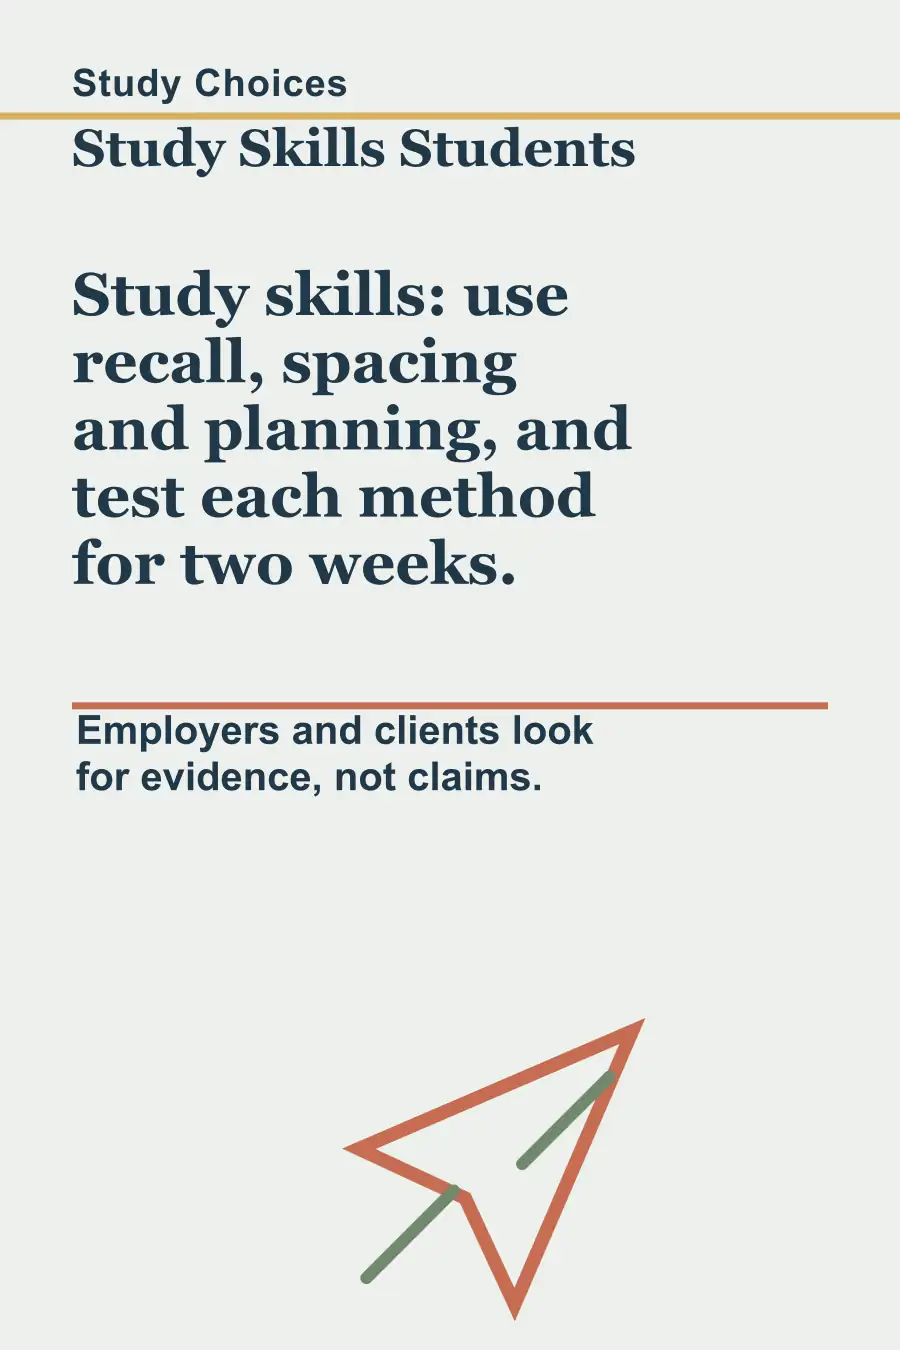 Study Choices
Study Skills Students
Study skills: use
recall, spacing
and planning, and
test each method
for two weeks.
Employers and clients look
for evidence, not claims.